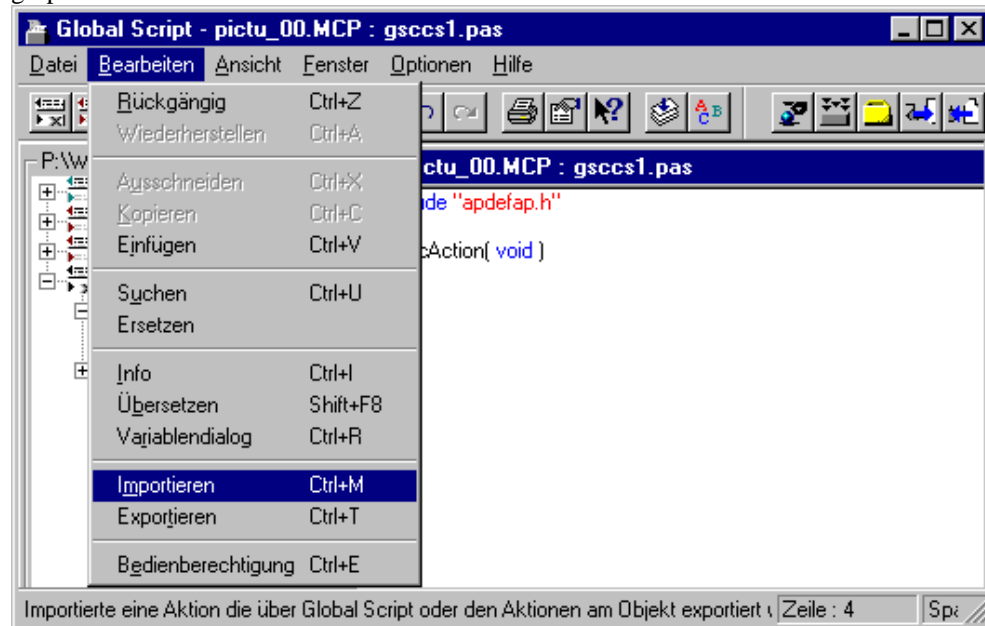 Global Script - pictu_00.MCP : gsccs1.pas
Datei Bearbeiten Ansicht Fenster Optionen Hilfe
Rückgängig Ctrl+Z
Wiederherstellen Ctrl+A
P:\W
ctu_00.MCP : gsccs1.pas
Ausschneiden Ctrl+X
ude "apdefap.h"
Kopieren Ctrl+C
Einfügen Ctrl+V
cAction( void )
Suchen Ctrl+U
Ersetzen
Info Ctrl+I
Übersetzen Shift+F8
Variablendialog Ctrl+R
Importieren Ctrl+M
Exportieren Ctrl+T
Bedienberechtigung Ctrl+E
Importierte eine Aktion die über Global Script oder den Aktionen am Objekt exportiert Zeile : 4 Spa